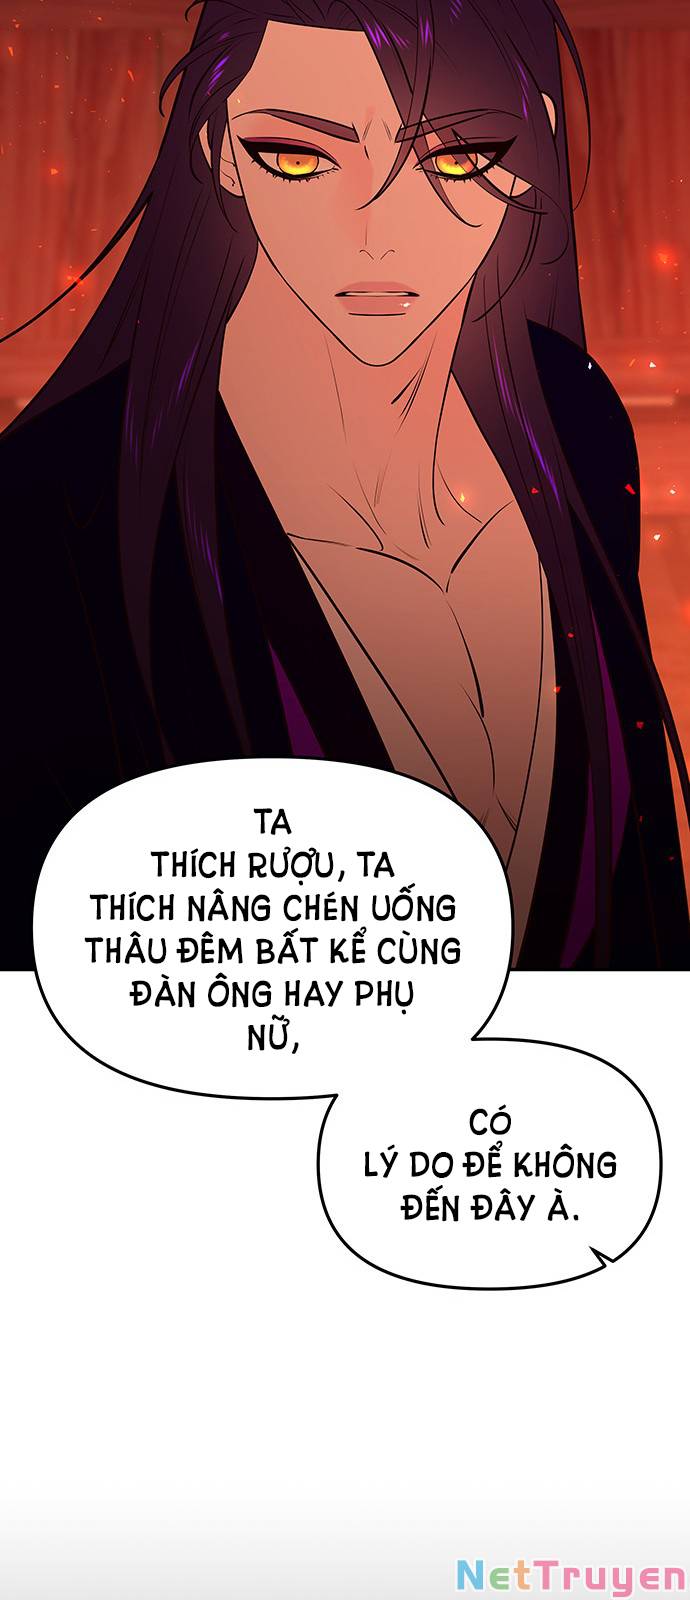 TA
THÍCH RƯỢU, TA
THÍCH NÂNG CHÉN UỐNG
THÂU ĐÊM BẤT KỂ CÙNG
ĐÀN ÔNG HAY PHỤ
NỮ,
CÓ
LÝ DO ĐỂ KHÔNG
ĐẾN ĐÂY À.
NetTruyen